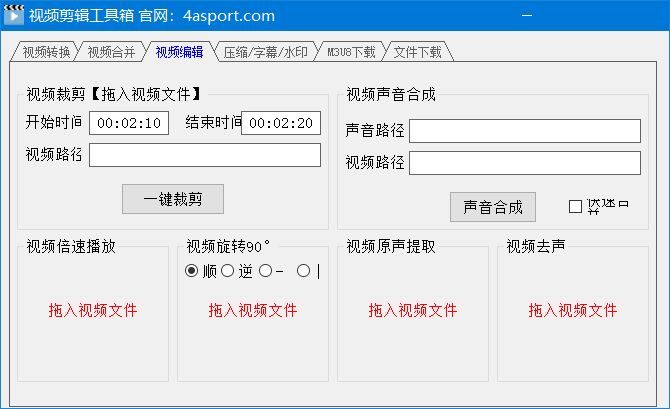 视频剪辑工具箱 官网：4asport.com
视频转换 视频合并 视频编辑 压缩/字幕/水印 M3U8下载 文件下载
视频裁剪【拖入视频文件】
开始时间 00:02:10 结束时间 00:02:20
视频路径
一键裁剪
视频声音合成
声音路径
视频路径
声音合成
视频倍速播放
拖入视频文件
视频旋转90°
顺 逆 - |
拖入视频文件
视频原声提取
拖入视频文件
视频去声
拖入视频文件